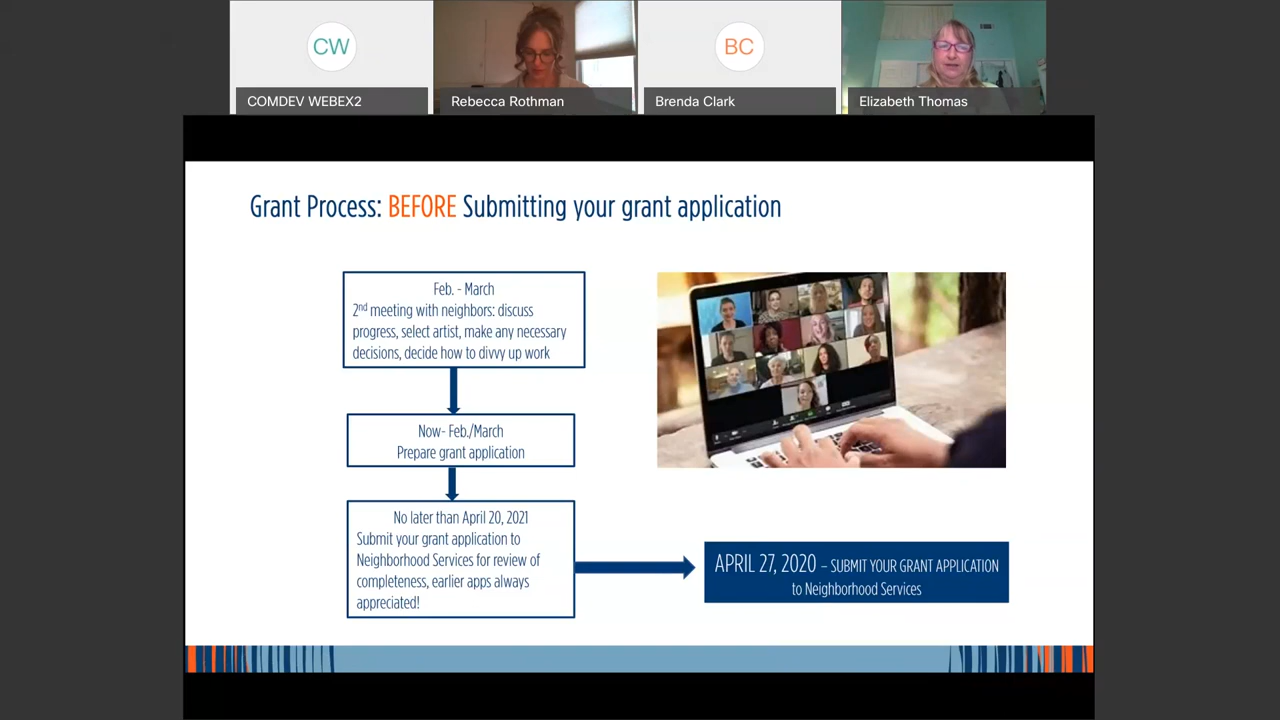 CW
COMDEV WEBEX2
Rebecca Rothman
BC
Brenda Clark
Elizabeth Thomas
Grant Process: BEFORE Submitting your grant application
Feb. - March
2nd meeting with neighbors: discuss
progress, select artist, make any necessary
decisions, decide how to divvy up work
Now- Feb./March
Prepare grant application
No later than April 20, 2021
Submit your grant application to
Neighborhood Services for review of
completeness, earlier apps always
appreciated!
APRIL 27, 2020 – SUBMIT YOUR GRANT APPLICATION
to Neighborhood Services